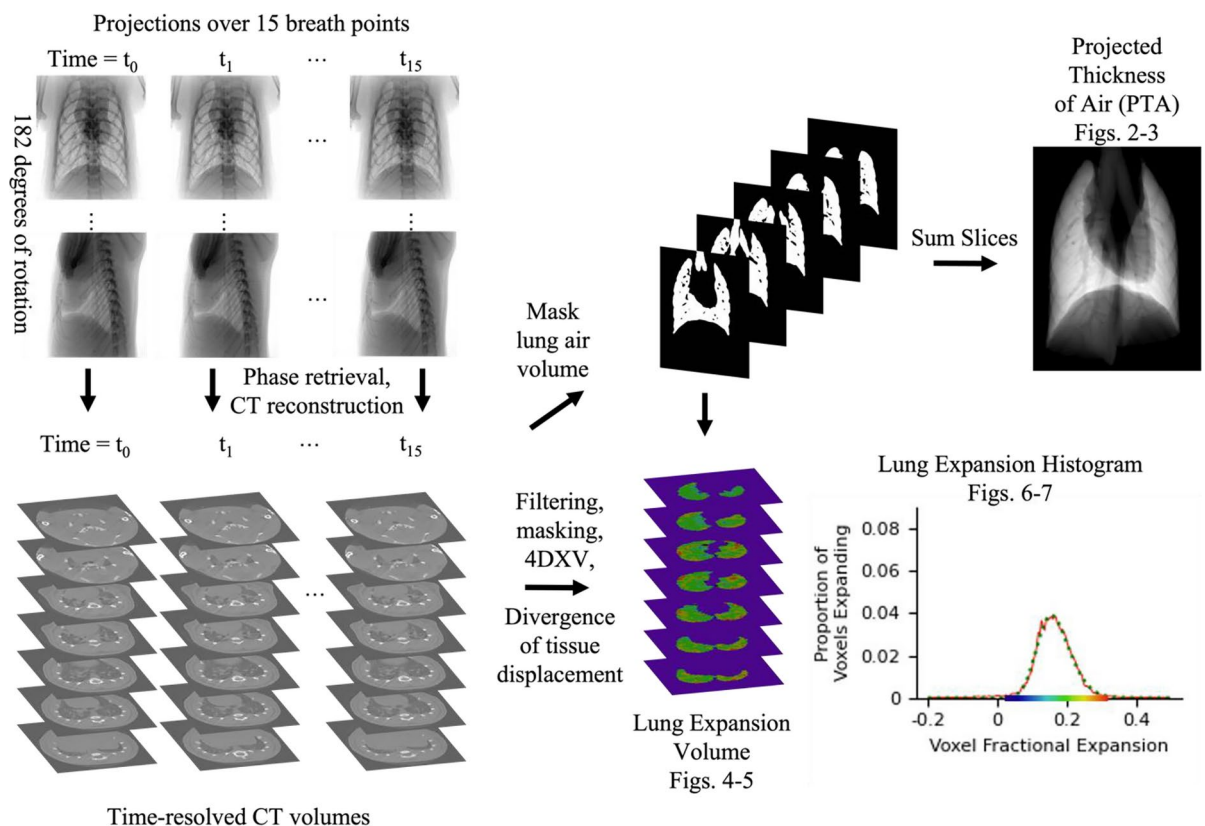 Projections over 15 breath points
Time = t₀
t₁
...
t₁₅
182 degrees of rotation
...
...
...
...
...
Phase retrieval,
CT reconstruction
Time = t₀
t₁
...
t₁₅
...
Time-resolved CT volumes
Mask
lung air
volume
Filtering,
masking,
4DXV,
Divergence
of tissue
displacement
Sum Slices
Projected
Thickness
of Air (PTA)
Figs. 2-3
Lung Expansion
Volume
Figs. 4-5
Lung Expansion Histogram
Figs. 6-7
Proportion of
Voxels Expanding
0.08
0.06
0.04
0.02
0
-0.2
0
0.2
0.4
Voxel Fractional Expansion